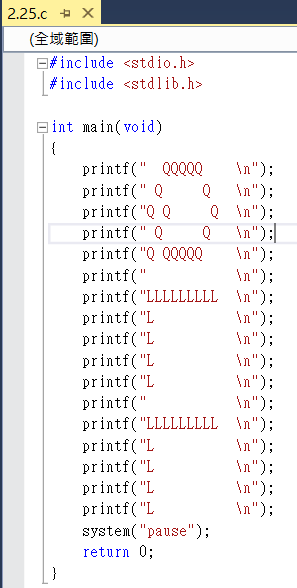 2.25.c
(全域範圍)
#include <stdio.h>
#include <stdlib.h>
int main(void)
{
    printf("  QQQQQ    \n");
    printf(" Q     Q   \n");
    printf("Q Q     Q  \n");
    printf(" Q     Q   \n");
    printf("Q QQQQQ    \n");
    printf("           \n");
    printf("LLLLLLLLL  \n");
    printf("L          \n");
    printf("L          \n");
    printf("L          \n");
    printf("L          \n");
    printf("           \n");
    printf("LLLLLLLLL  \n");
    printf("L          \n");
    printf("L          \n");
    printf("L          \n");
    printf("L          \n");
    system("pause");
    return 0;
}